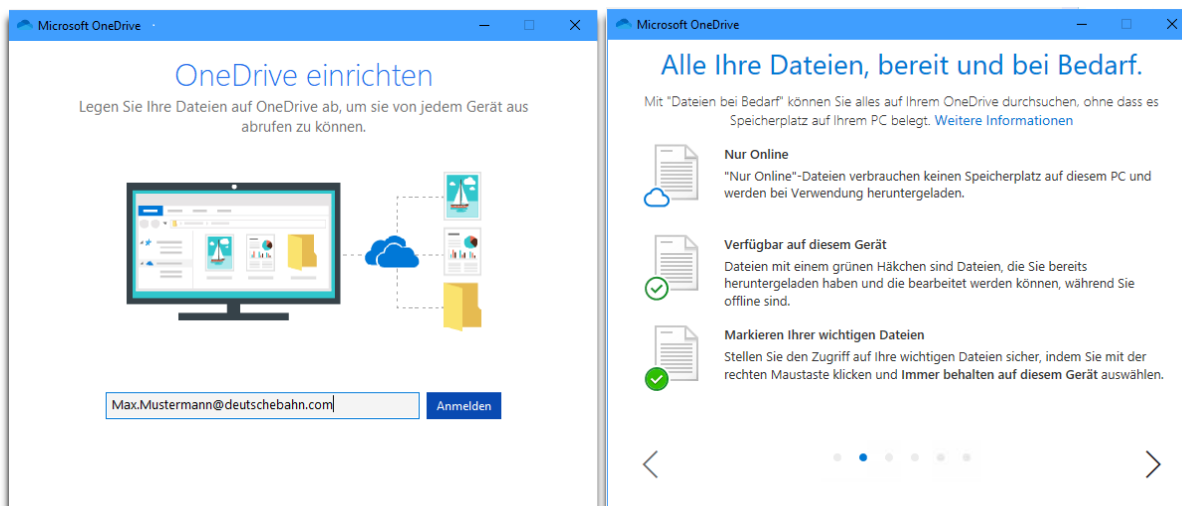 Microsoft OneDrive
OneDrive einrichten
Legen Sie Ihre Dateien auf OneDrive ab, um sie von jedem Gerät aus
abrufen zu können.
Max.Mustermann@deutschebahn.com
Anmelden
Microsoft OneDrive
Alle Ihre Dateien, bereit und bei Bedarf.
Mit "Dateien bei Bedarf" können Sie alles auf Ihrem OneDrive durchsuchen, ohne dass es
Speicherplatz auf Ihrem PC belegt. Weitere Informationen
Nur Online
"Nur Online"-Dateien verbrauchen keinen Speicherplatz auf diesem PC und
werden bei Verwendung heruntergeladen.
Verfügbar auf diesem Gerät
Dateien mit einem grünen Häkchen sind Dateien, die Sie bereits
heruntergeladen haben und die bearbeitet werden können, während Sie
offline sind.
Markieren Ihrer wichtigen Dateien
Stellen Sie den Zugriff auf Ihre wichtigen Dateien sicher, indem Sie mit der
rechten Maustaste klicken und Immer behalten auf diesem Gerät auswählen.